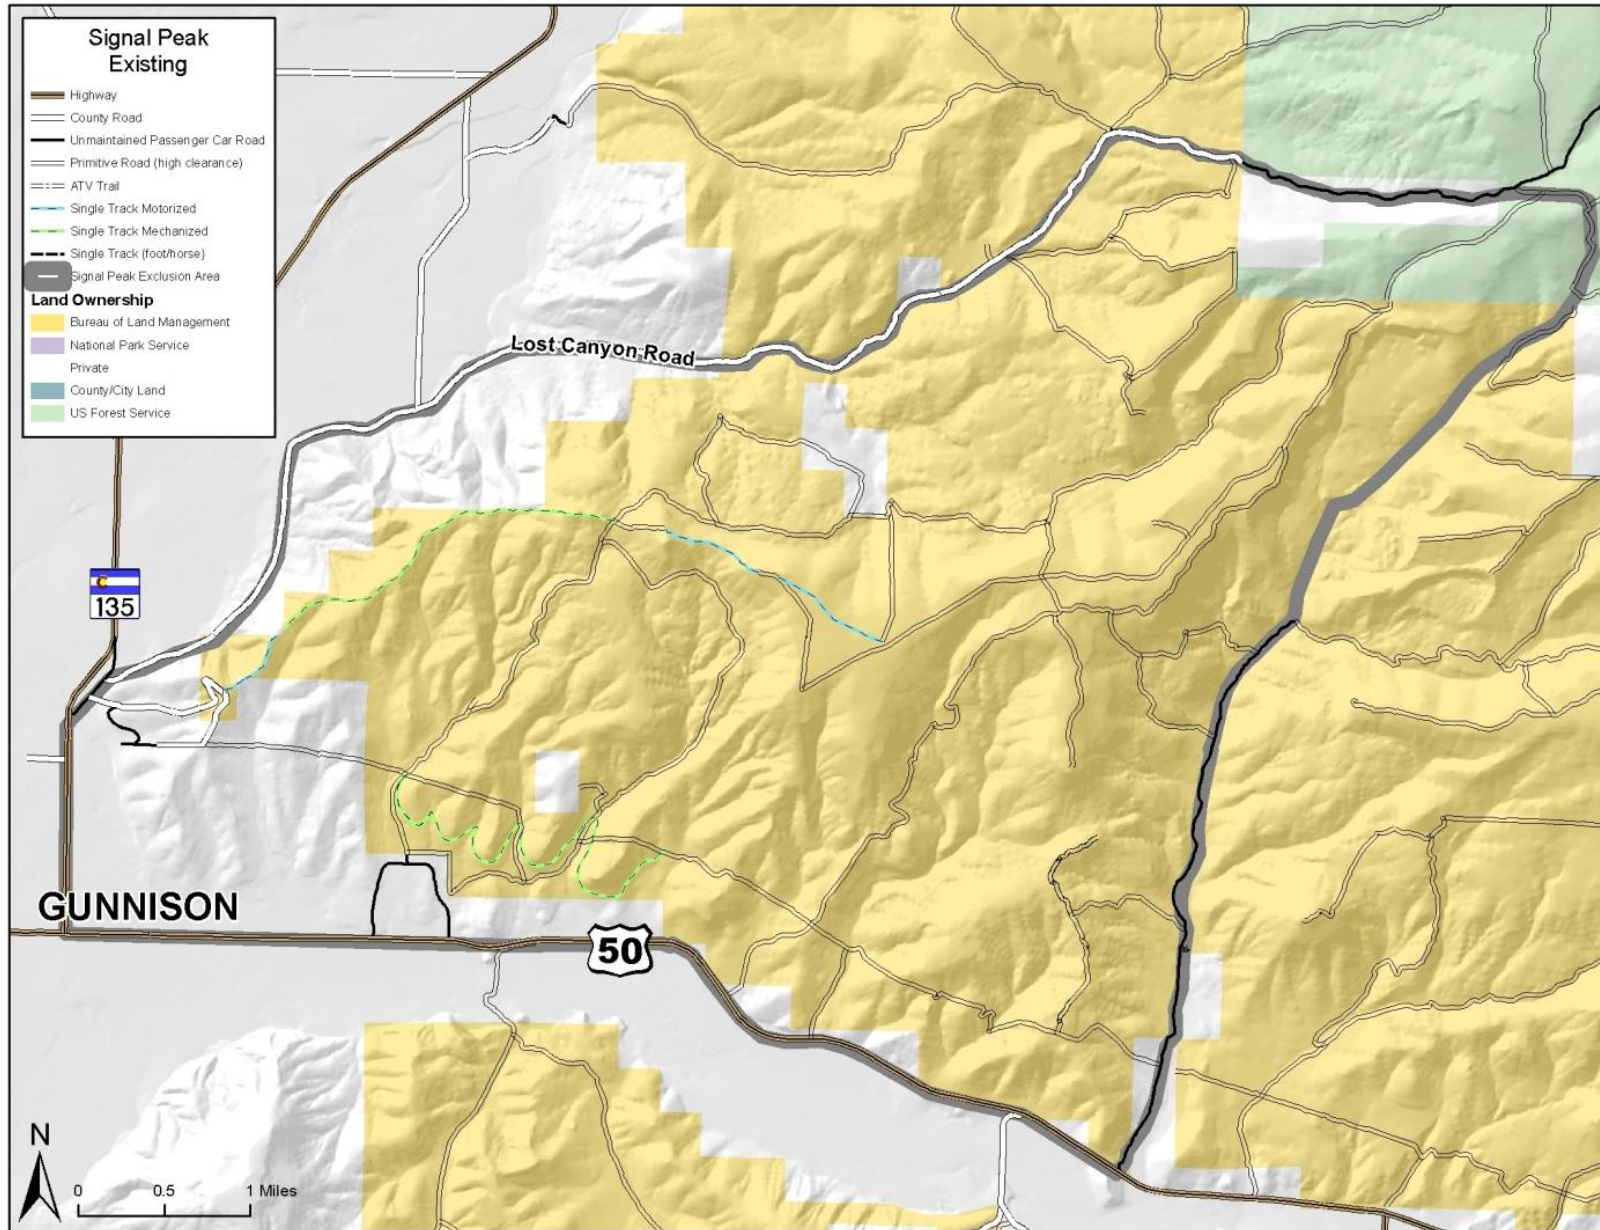 Signal Peak
Existing
Highway
County Road
Unmaintained Passenger Car Road
Primitive Road (high clearance)
ATV Trail
Single Track Motorized
Single Track Mechanized
Single Track (foot/horse)
Signal Peak Exclusion Area
Land Ownership
Bureau of Land Management
National Park Service
Private
County/City Land
US Forest Service
Lost Canyon Road
135
GUNNISON
50
N
0 0.5 1 Miles